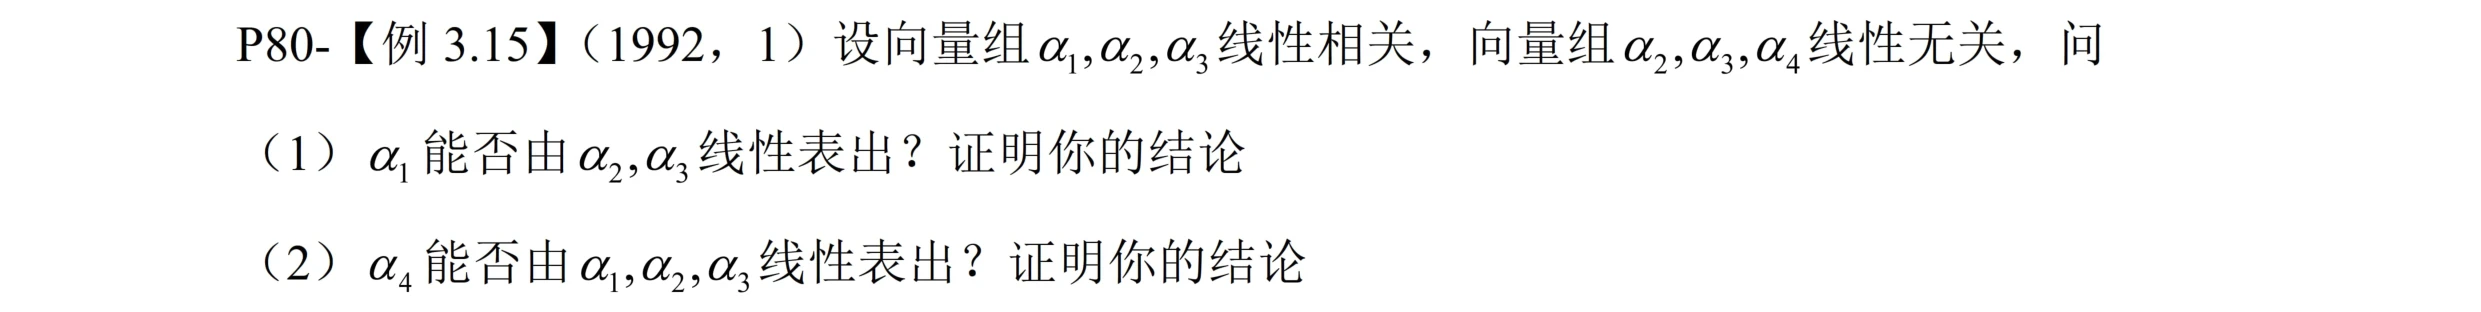 P80-【例 3.15】（1992，1）设向量组α₁,α₂,α₃线性相关，向量组α₂,α₃,α₄线性无关，问
（1） α₁能否由α₂,α₃线性表出？证明你的结论
（2） α₄能否由α₁,α₂,α₃线性表出？证明你的结论